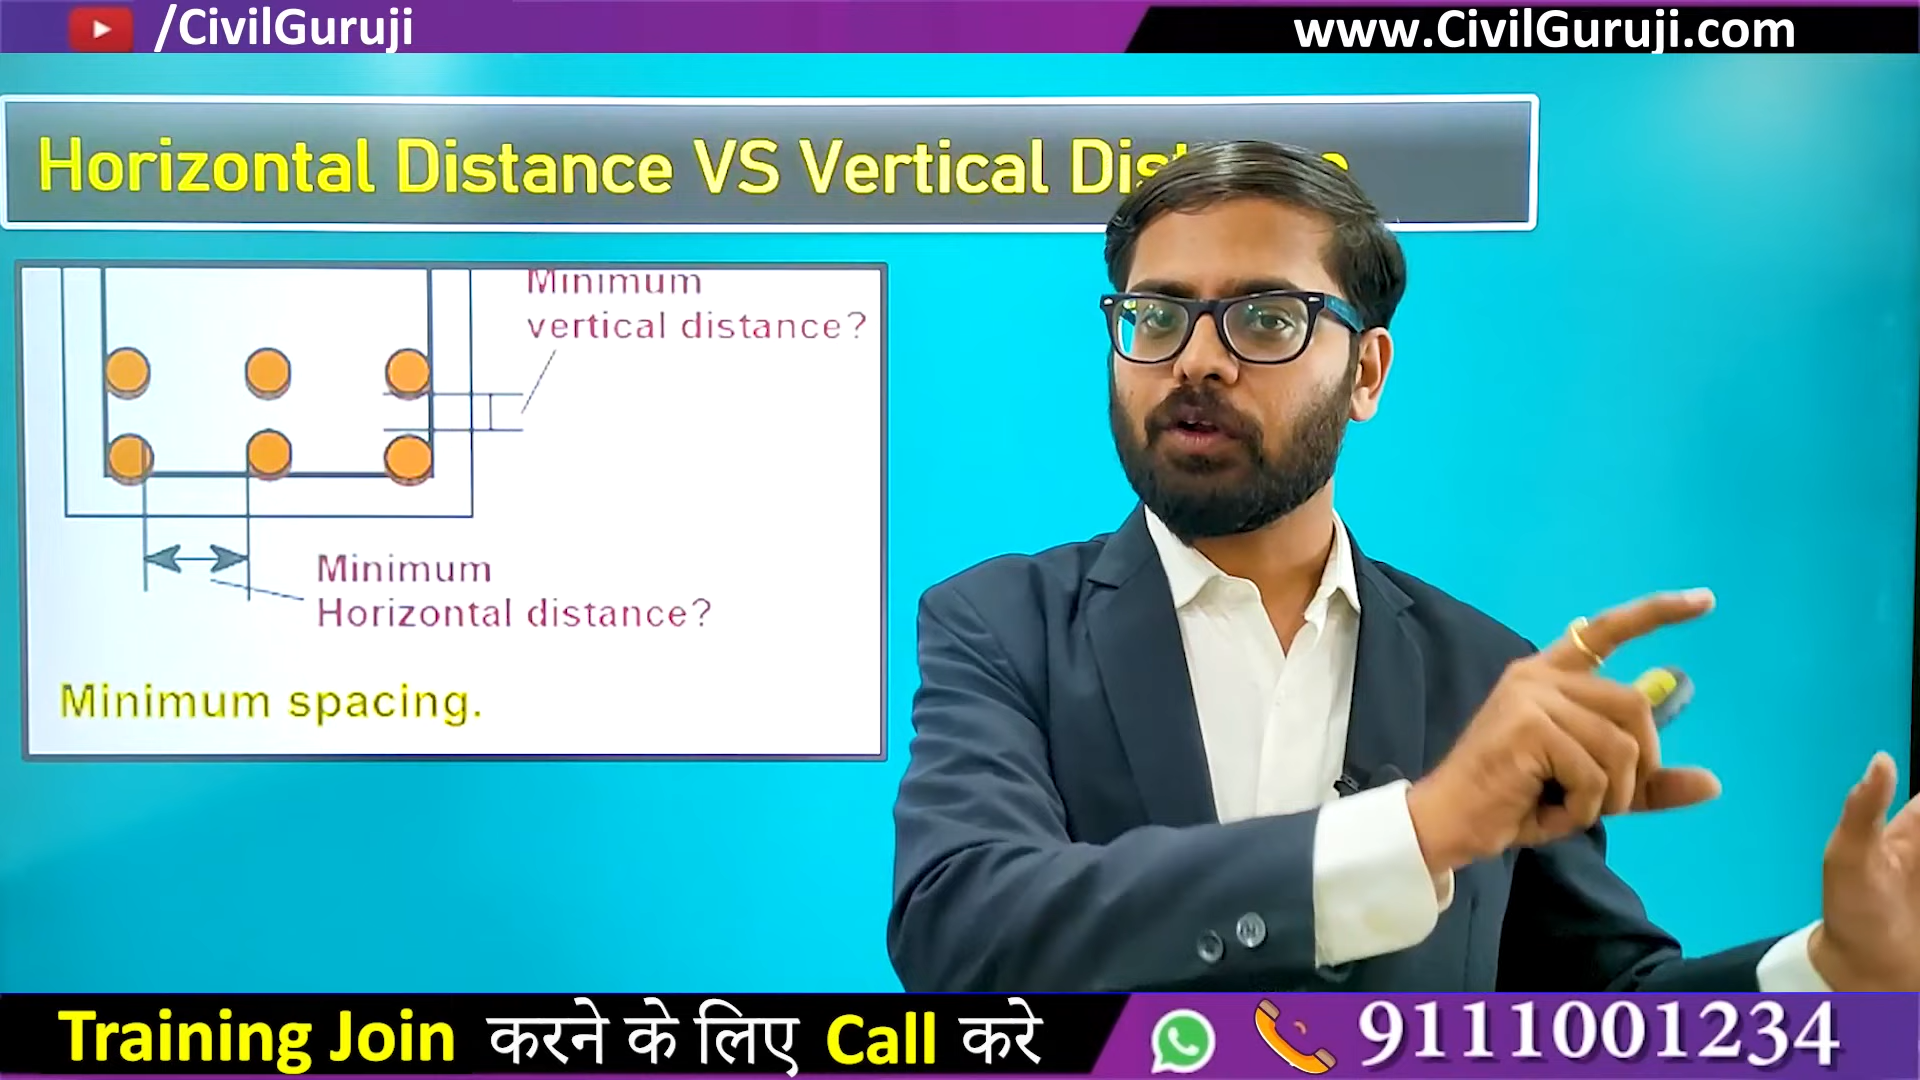 /CivilGuruji
www.CivilGuruji.com
Horizontal Distance VS Vertical
Minimum
vertical distance?
Minimum
Horizontal distance?
Minimum spacing.
Training Join करने के लिए Call करे
9111001234